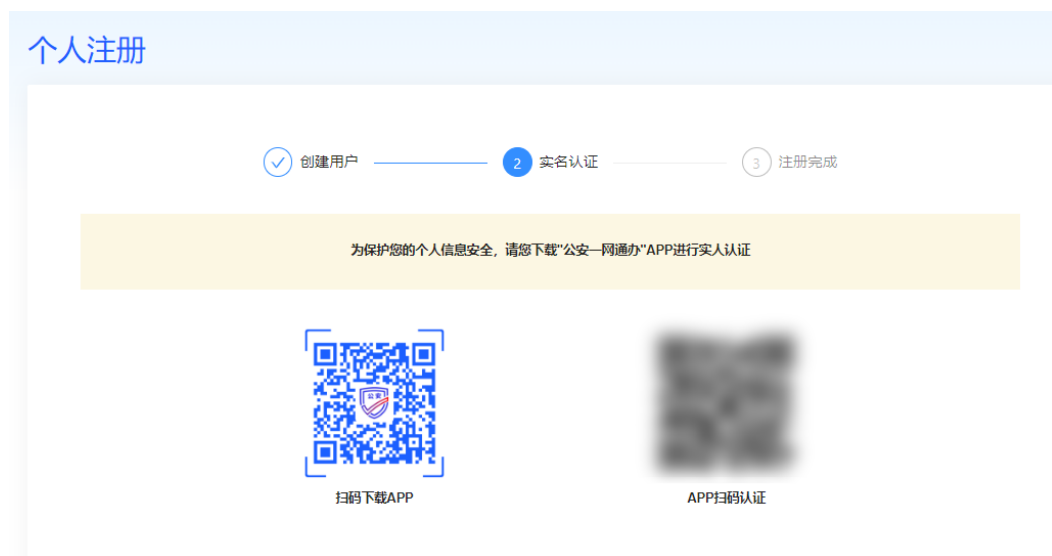 个人注册
创建用户 2 实名认证 3 注册完成
为保护您的个人信息安全，请您下载"公安一网通办"APP进行实人认证
公安
扫码下载APP APP扫码认证